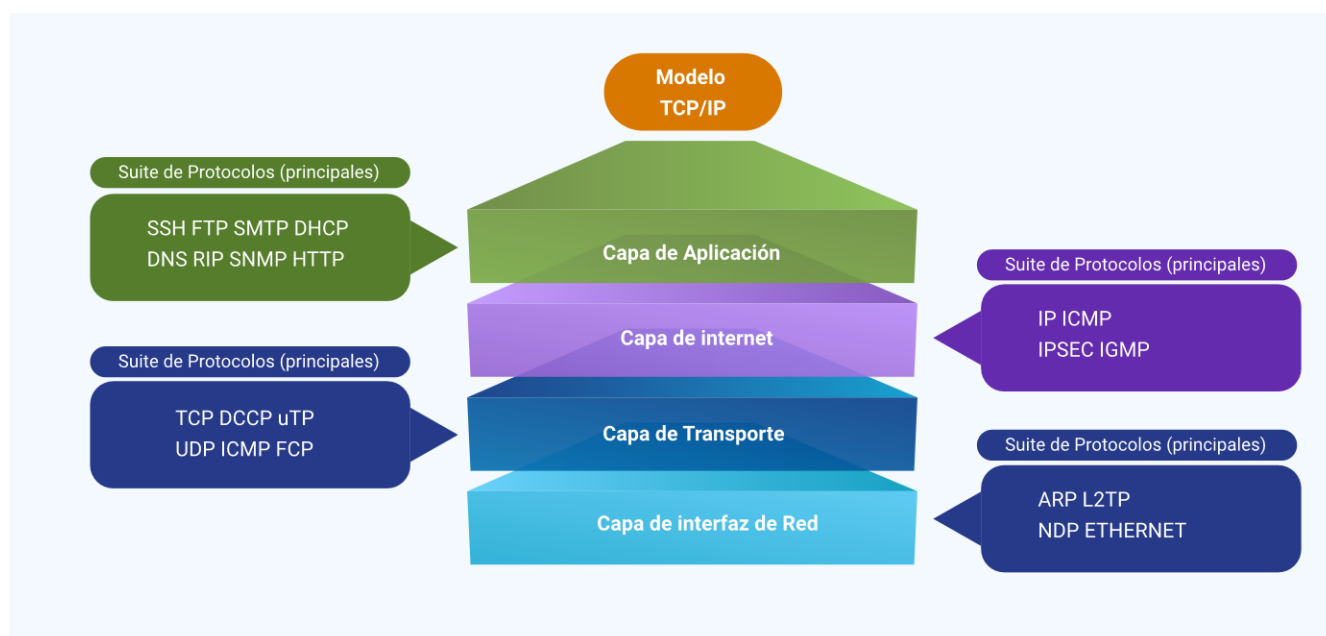 Modelo
TCP/IP
Suite de Protocolos (principales)
SSH FTP SMTP DHCP
DNS RIP SNMP HTTP
Capa de Aplicación
Suite de Protocolos (principales)
IP ICMP
IPSEC IGMP
Capa de internet
Suite de Protocolos (principales)
TCP DCCP uTP
UDP ICMP FCP
Capa de Transporte
Suite de Protocolos (principales)
ARP L2TP
NDP ETHERNET
Capa de interfaz de Red